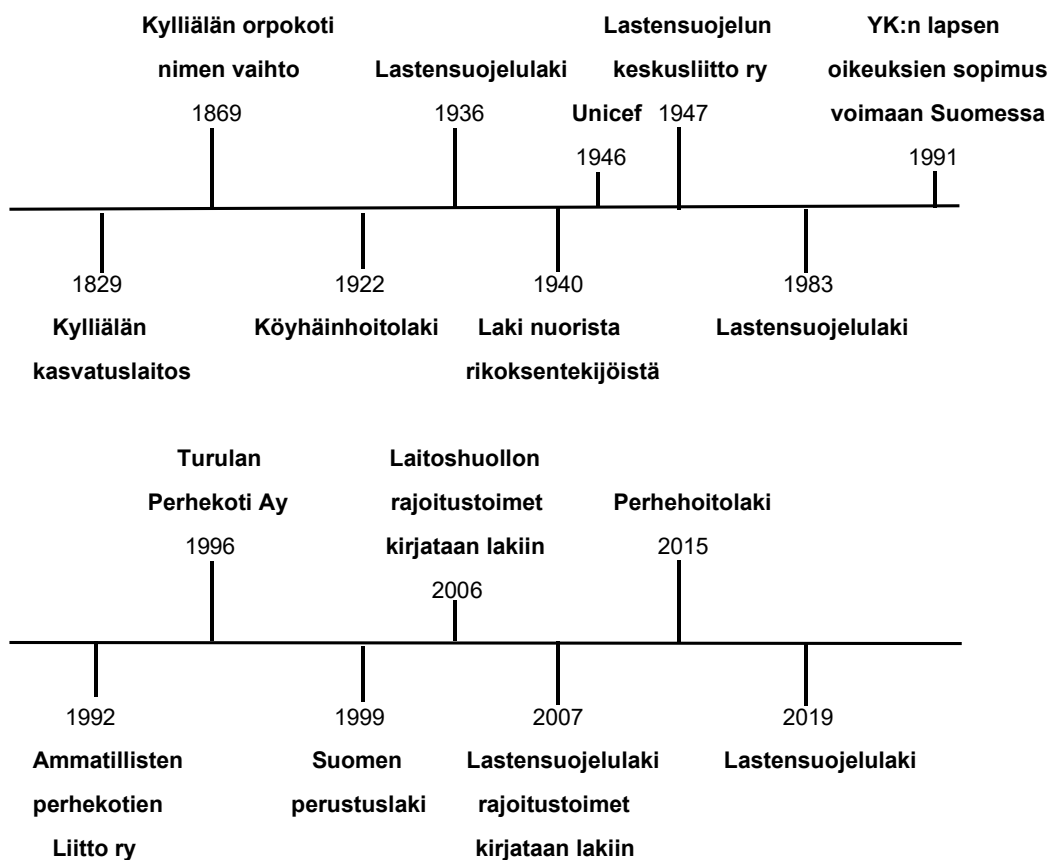 Kylliälän orpokoti
nimen vaihto
1869
Lastensuojelulaki
1936
Unicef
1946
Lastensuojelun
keskusliitto ry
1947
YK:n lapsen
oikeuksien sopimus
voimaan Suomessa
1991
1829
Kylliälän
kasvatuslaitos
1922
Köyhäinhoitolaki
1940
Laki nuorista
rikoksentekijöistä
1983
Lastensuojelulaki
Turulan
Perhekoti Ay
1996
Laitoshuollon
rajoitustoimet
kirjataan lakiin
2006
Perhehoitolaki
2015
1992
Ammatillisten
perhekotien
Liitto ry
1999
Suomen
perustuslaki
2007
Lastensuojelulaki
rajoitustoimet
kirjataan lakiin
2019
Lastensuojelulaki